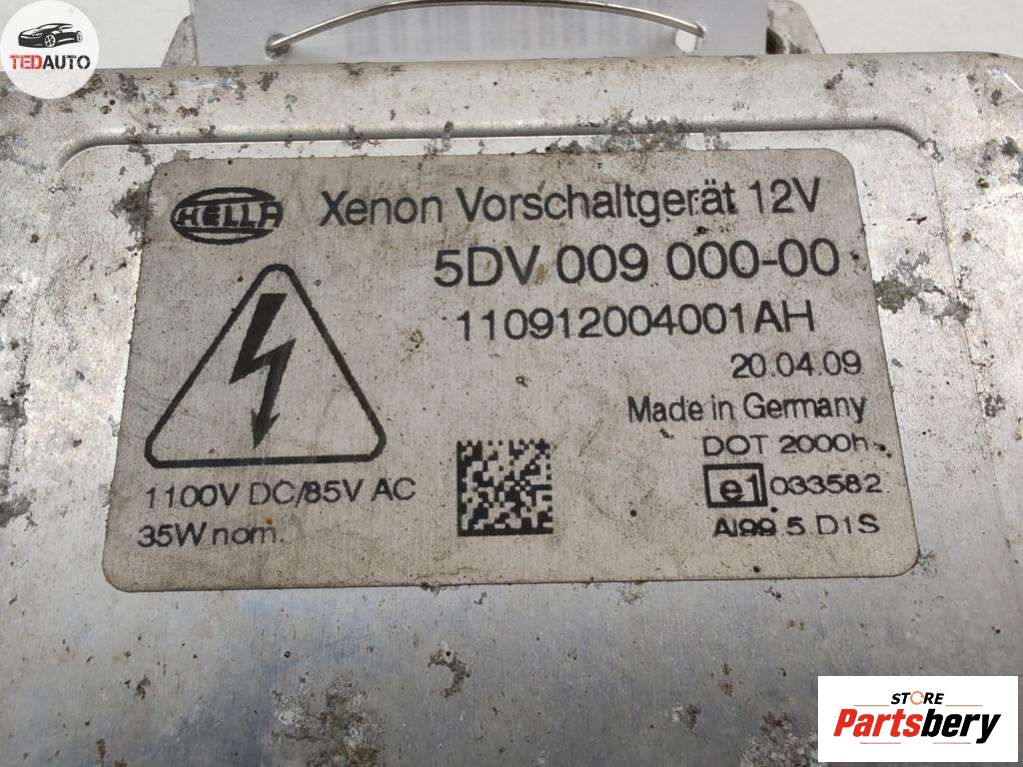 TEDAUTO
HELLA
Xenon Vorschaltgerät 12V
5DV 009 000-00
110912004001AH
20.04.09
Made in Germany
DOT 2000h
1100V DC/85V AC
35W nom.
e1 033582
5 D1S
STORE
Partsbery